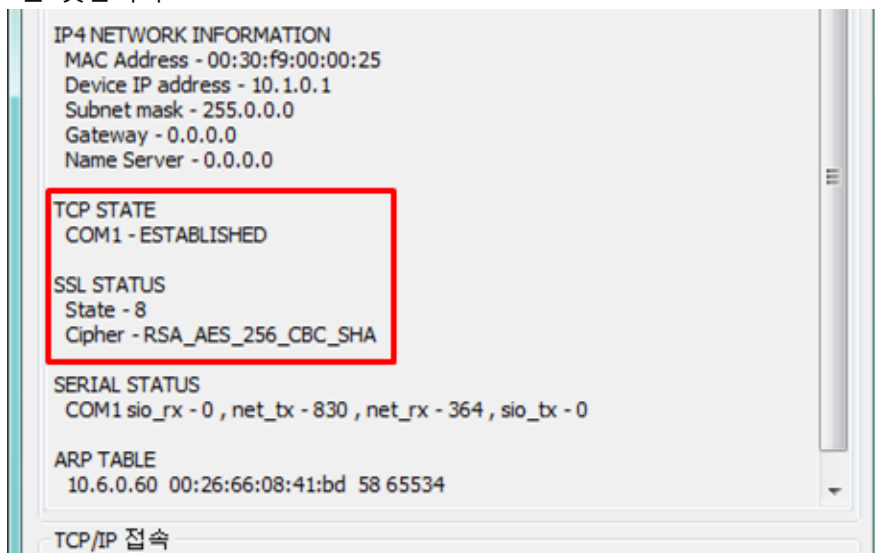 IP4 NETWORK INFORMATION
MAC Address - 00:30:f9:00:00:25
Device IP address - 10.1.0.1
Subnet mask - 255.0.0.0
Gateway - 0.0.0.0
Name Server - 0.0.0.0
TCP STATE
COM1 - ESTABLISHED
SSL STATUS
State - 8
Cipher - RSA_AES_256_CBC_SHA
SERIAL STATUS
COM1 sio_rx - 0 , net_tx - 830 , net_rx - 364 , sio_tx - 0
ARP TABLE
10.6.0.60 00:26:66:08:41:bd 58 65534
TCP/IP 접속